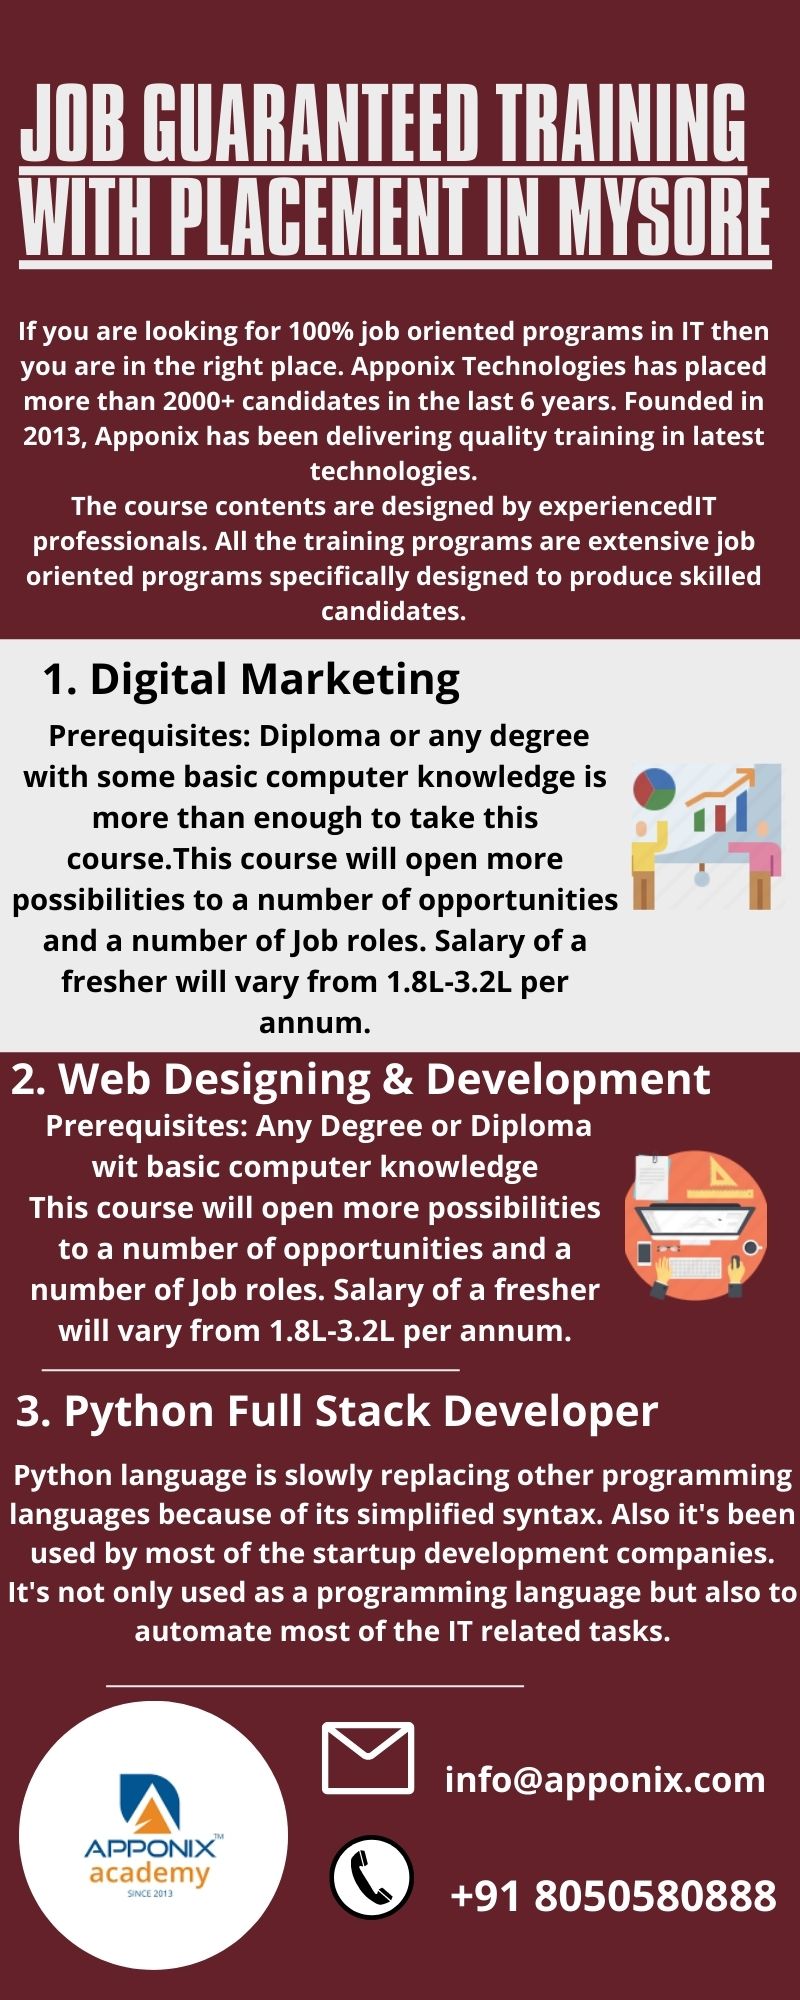 JOB GUARANTEED TRAINING
WITH PLACEMENT IN MYSORE
If you are looking for 100% job oriented programs in IT then
you are in the right place. Apponix Technologies has placed
more than 2000+ candidates in the last 6 years. Founded in
2013, Apponix has been delivering quality training in latest
technologies.
The course contents are designed by experiencedIT
professionals. All the training programs are extensive job
oriented programs specifically designed to produce skilled
candidates.
1. Digital Marketing
Prerequisites: Diploma or any degree
with some basic computer knowledge is
more than enough to take this
course.This course will open more
possibilities to a number of opportunities
and a number of Job roles. Salary of a
fresher will vary from 1.8L-3.2L per
annum.
2. Web Designing & Development
Prerequisites: Any Degree or Diploma
wit basic computer knowledge
This course will open more possibilities
to a number of opportunities and a
number of Job roles. Salary of a fresher
will vary from 1.8L-3.2L per annum.
3. Python Full Stack Developer
Python language is slowly replacing other programming
languages because of its simplified syntax. Also it's been
used by most of the startup development companies.
It's not only used as a programming language but also to
automate most of the IT related tasks.
APPONIX™
academy
SINCE 2013
info@apponix.com
+91 8050580888